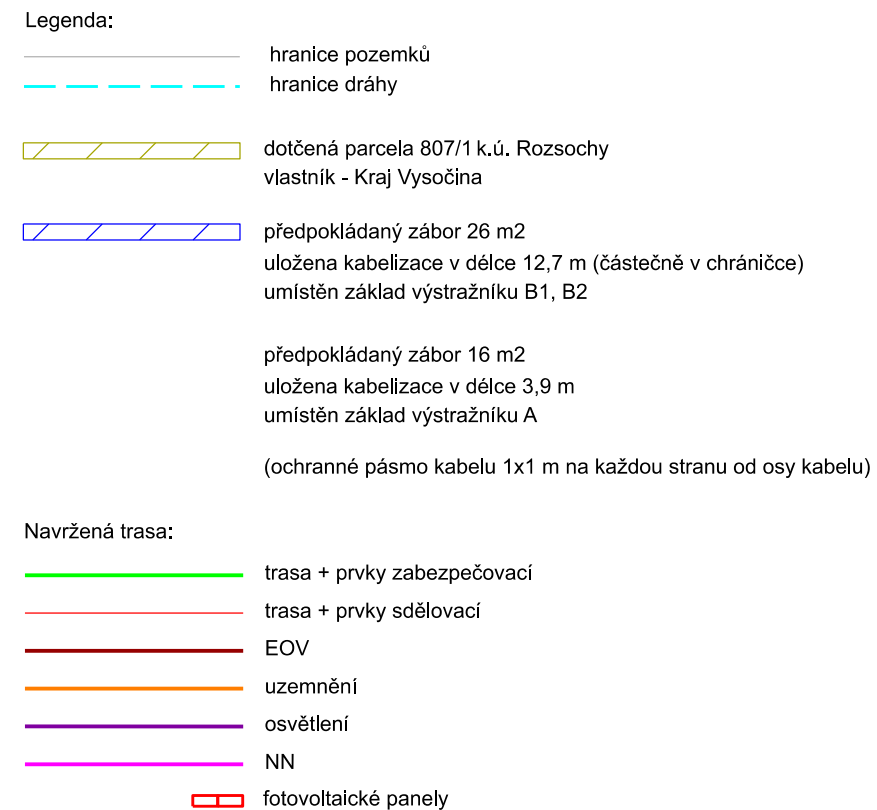 Legenda:
hranice pozemků
hranice dráhy
dotčená parcela 807/1 k.ú. Rozsochy
vlastník - Kraj Vysočina
předpokládaný zábor 26 m2
uložena kabelizace v délce 12,7 m (částečně v chráničce)
umístěn základ výstražníku B1, B2
předpokládaný zábor 16 m2
uložena kabelizace v délce 3,9 m
umístěn základ výstražníku A
(ochranné pásmo kabelu 1x1 m na každou stranu od osy kabelu)
Navržená trasa:
trasa + prvky zabezpečovací
trasa + prvky sdělovací
EOV
uzemnění
osvětlení
NN
fotovoltaické panely